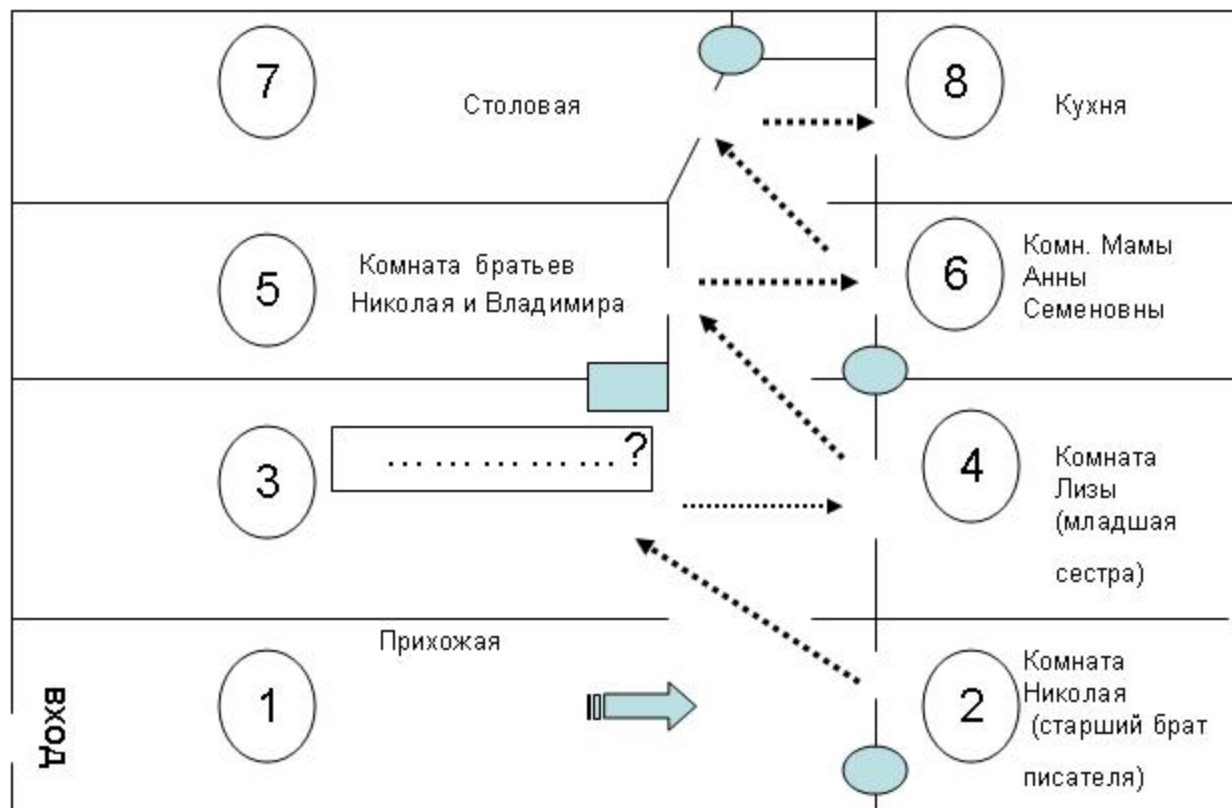 7
Столовая
8
Кухня
5
Комната братьев
Николая и Владимира
6
Комн. Мамы
Анны
Семеновны
3
……………?
4
Комната
Лизы
(младшая
сестра)
Прихожая
1
вход
2
Комната
Николая
(старший брат
писателя)